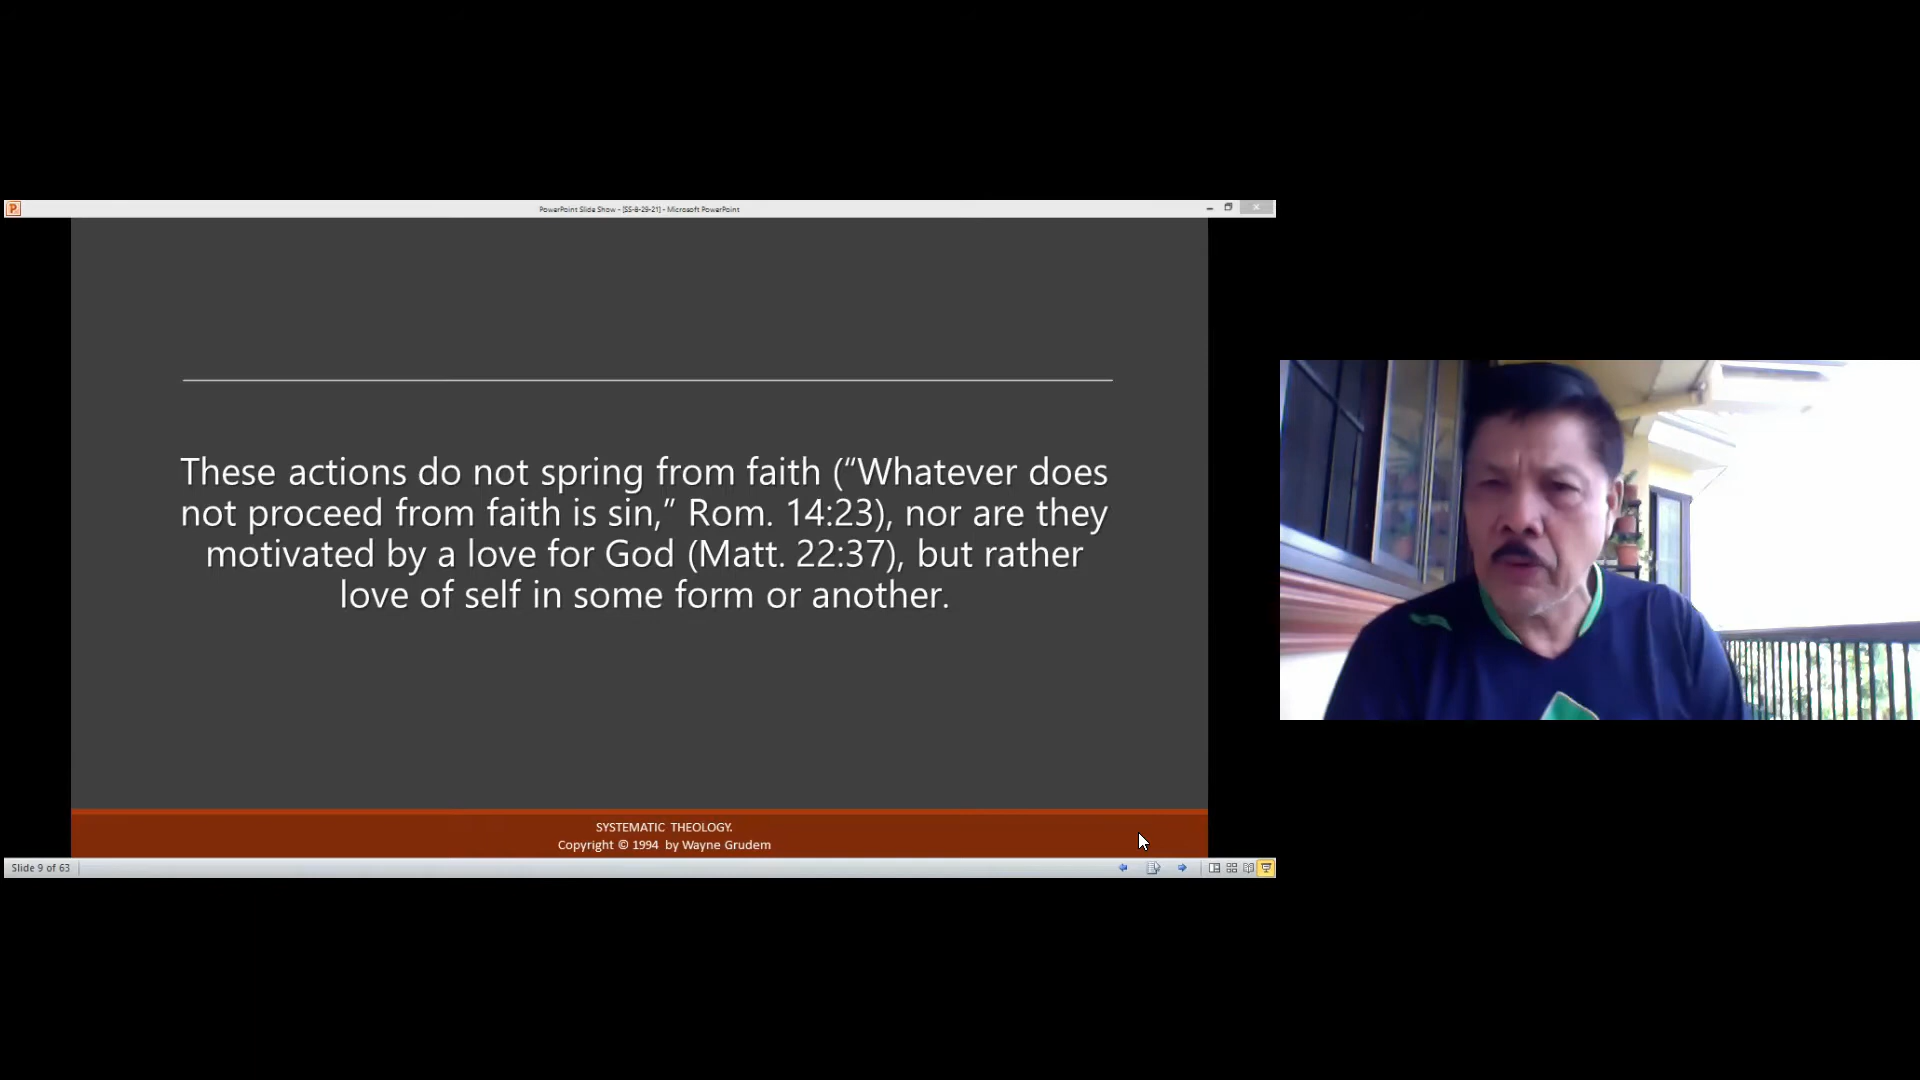 PowerPoint Slide Show - [SS-8-29-21] - Microsoft PowerPoint
These actions do not spring from faith (“Whatever does
not proceed from faith is sin,” Rom. 14:23), nor are they
motivated by a love for God (Matt. 22:37), but rather
love of self in some form or another.
SYSTEMATIC THEOLOGY.
Copyright © 1994 by Wayne Grudem
Slide 9 of 63